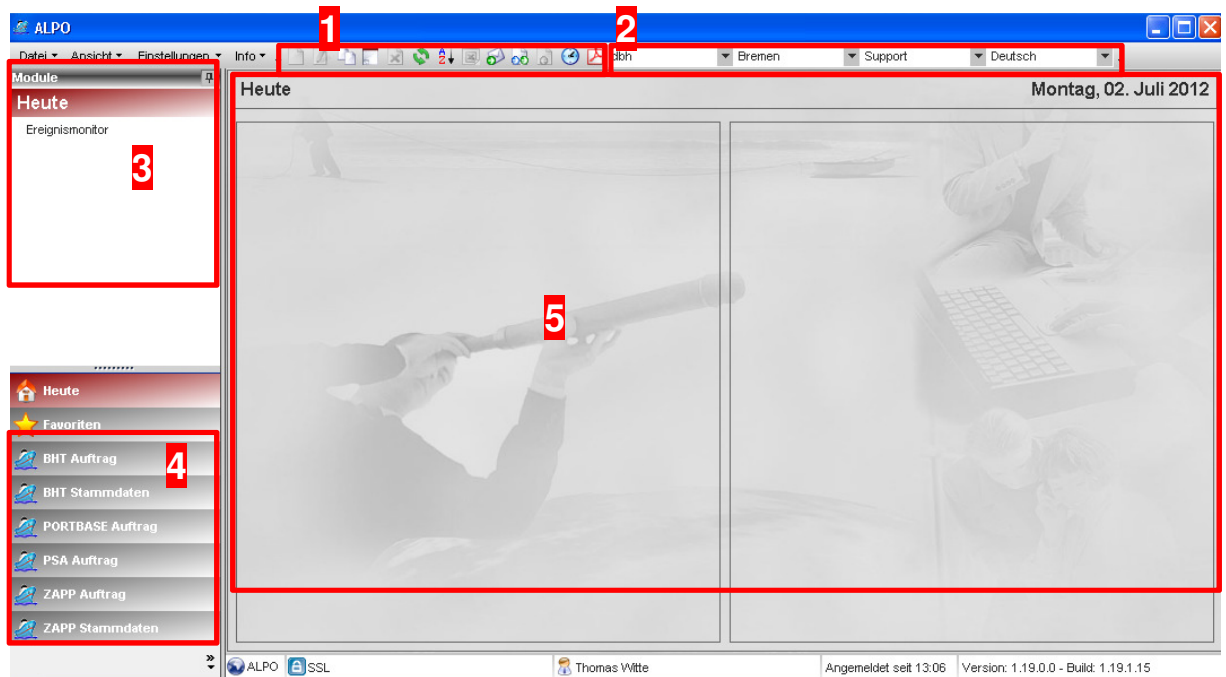 ALPO
1
2
Datei Ansicht Einstellungen Info dbh Bremen Support Deutsch
Module
Heute
Ereignismonitor
3
Heute Montag, 02. Juli 2012
5
Heute
Favoriten
BHT Auftrag
4
BHT Stammdaten
PORTBASE Auftrag
PSA Auftrag
ZAPP Auftrag
ZAPP Stammdaten
ALPO SSL Thomas Witte Angemeldet seit 13:06 Version: 1.19.0.0 - Build: 1.19.1.15